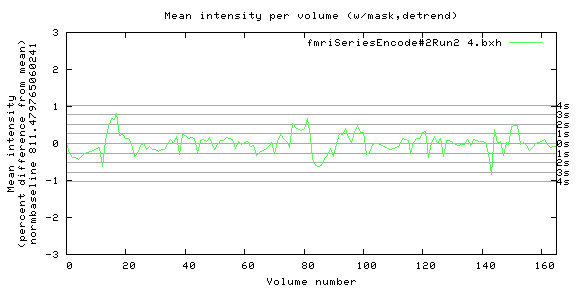 Mean intensity per volume (w/mask,detrend)
fmriSeriesEncode#2Run2 4.bxh
Mean intensity
(percent difference from mean)
normbaseline 811.479765060241
3
2
1
0
-1
-2
-3
4s
3s
2s
1s
0s
1s
2s
3s
4s
0 20 40 60 80 100 120 140 160
Volume number